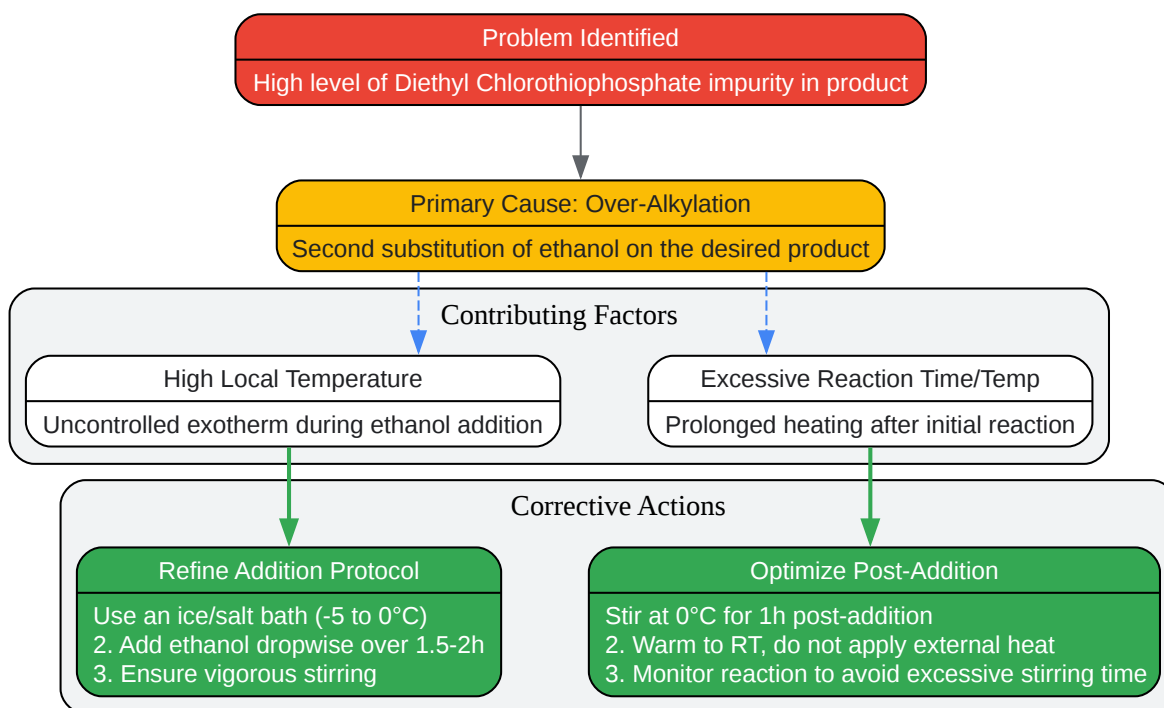 Problem Identified
High level of Diethyl Chlorothiophosphate impurity in product
Primary Cause: Over-Alkylation
Second substitution of ethanol on the desired product
Contributing Factors
High Local Temperature
Uncontrolled exotherm during ethanol addition
Excessive Reaction Time/Temp
Prolonged heating after initial reaction
Corrective Actions
Refine Addition Protocol
Use an ice/salt bath (-5 to 0°C)
2. Add ethanol dropwise over 1.5-2h
3. Ensure vigorous stirring
Optimize Post-Addition
Stir at 0°C for 1h post-addition
2. Warm to RT, do not apply external heat
3. Monitor reaction to avoid excessive stirring time